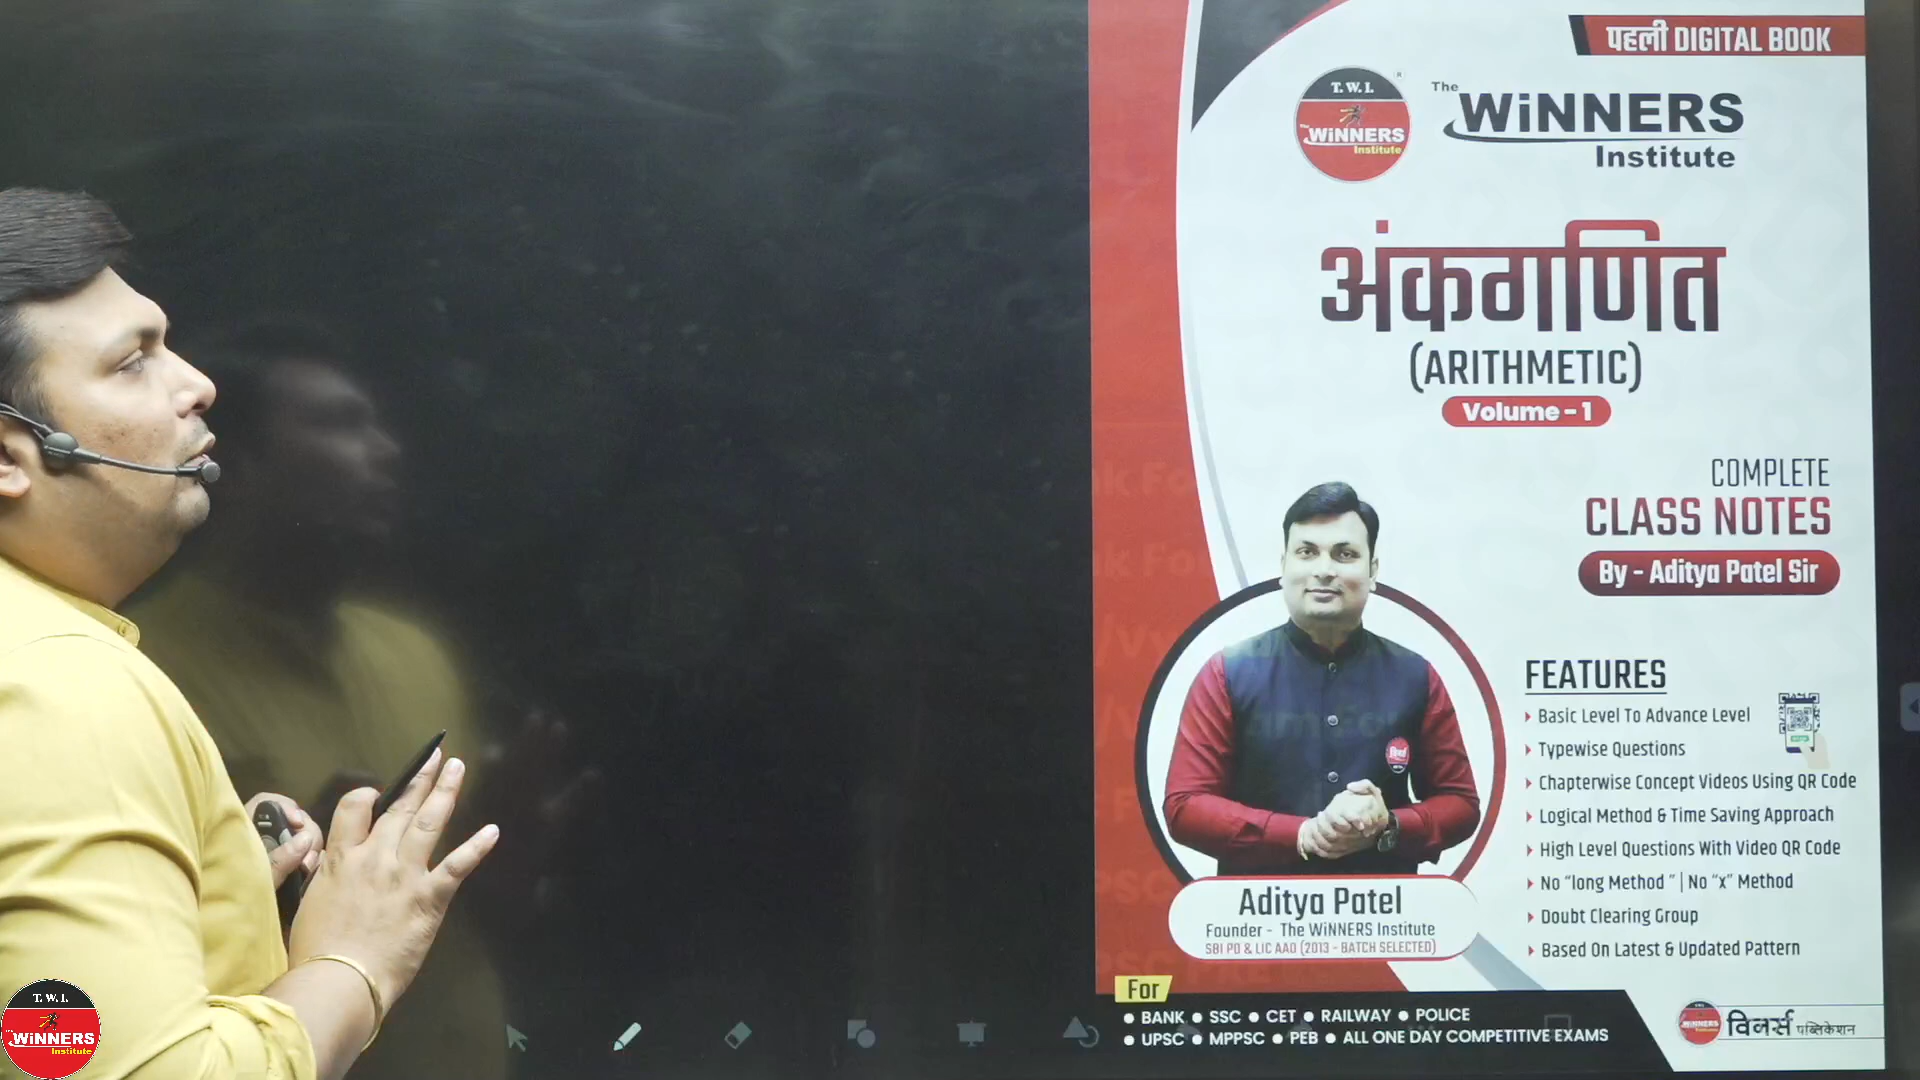 पहली DIGITAL BOOK
T. W. I.
The
WiNNERS
Institute
The
WiNNERS
Institute
अंकगणित
(ARITHMETIC)
Volume - 1
COMPLETE
CLASS NOTES
By - Aditya Patel Sir
FEATURES
Basic Level To Advance Level
Typewise Questions
Chapterwise Concept Videos Using QR Code
Logical Method & Time Saving Approach
High Level Questions With Video QR Code
No “long Method ” | No “x” Method
Doubt Clearing Group
Based On Latest & Updated Pattern
Aditya Patel
Founder - The WiNNERS Institute
SBI PO & LIC AAO (2013 - BATCH SELECTED)
For
BANK SSC CET RAILWAY POLICE
UPSC MPPSC PEB ALL ONE DAY COMPETITIVE EXAMS
WiNNERS
विनर्स पब्लिकेशन
T. W. I.
The
WiNNERS
Institute